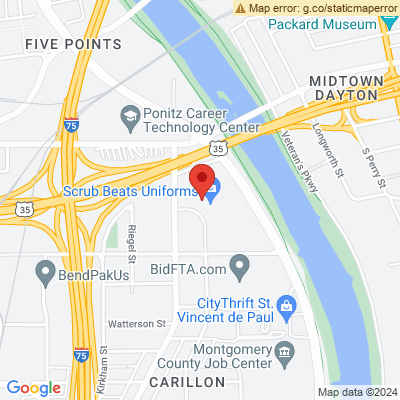 Map error: g.co/staticmaperror
Packard Museum
FIVE POINTS
MIDTOWN
DAYTON
Ponitz Career
Technology Center
75
35
Veteran's Pkwy
Longworth St
S Perry St
Scrub Beats Uniforms
35
Riegel St
BendPakUs
BidFTA.com
CityThrift St.
Vincent de Paul
Watterson St
Montgomery
County Job Center
75
Kirkham St
CARILLON
Google
Map data ©2024